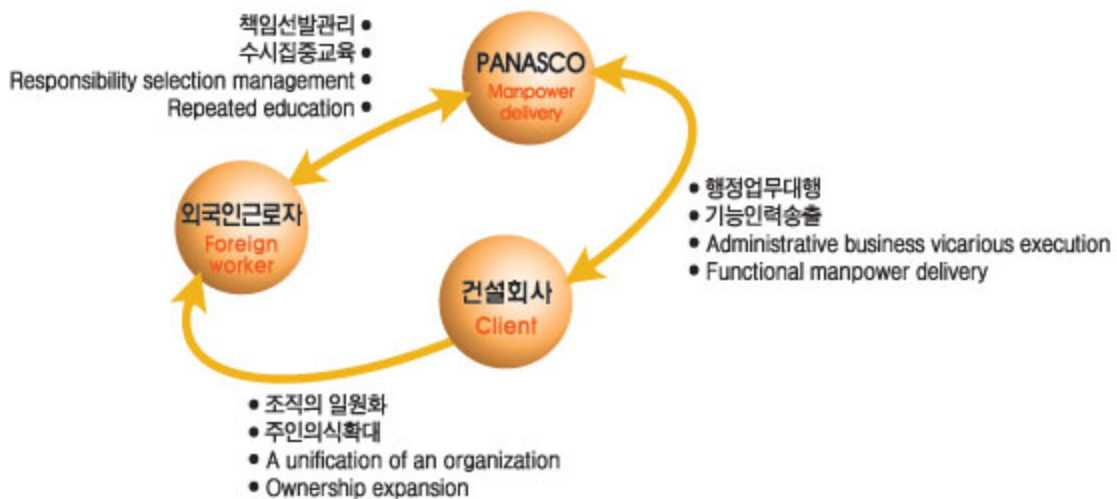 책임선발관리 •
수시집중교육 •
Responsibility selection management •
Repeated education •
PANASCO
Manpower
delivery
외국인근로자
Foreign
worker
• 행정업무대행
• 기능인력송출
• Administrative business vicarious execution
• Functional manpower delivery
건설회사
Client
• 조직의 일원화
• 주인의식확대
• A unification of an organization
• Ownership expansion